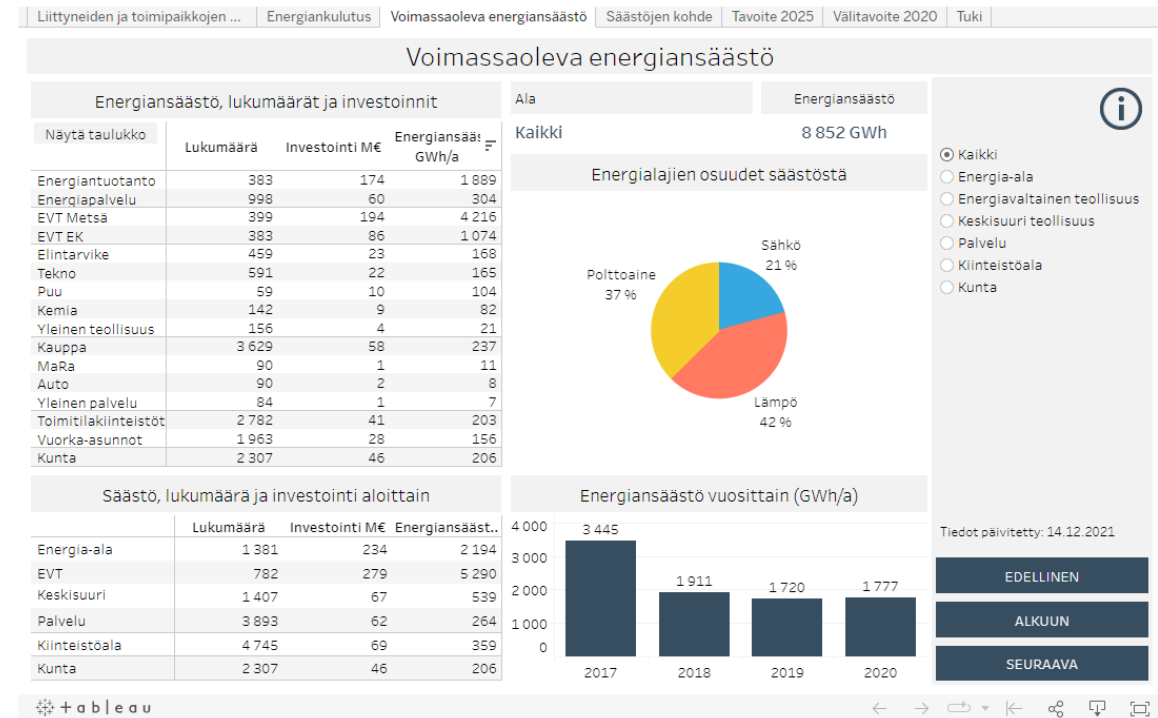 Liittyneiden ja toimipaikkojen ... Energiankulutus Voimassaoleva energiansäästö Säästöjen kohde Tavoite 2025 Välitavoite 2020 Tuki
Voimassaoleva energiansäästö
Energiansäästö, lukumäärät ja investoinnit
Näytä taulukko Lukumäärä Investointi M€ Energiansääs GWh/a
Energiantuotanto 383 174 1 889
Energiapalvelu 998 60 304
EVT Metsä 399 194 4 216
EVT EK 383 86 1 074
Elintarvike 459 23 168
Tekno 591 22 165
Puu 59 10 104
Kemia 142 9 82
Yleinen teollisuus 156 4 21
Kauppa 3 629 58 237
MaRa 90 1 11
Auto 90 2 8
Yleinen palvelu 84 1 7
Toimitilakiinteistöt 2 782 41 203
Vuorka-asunnot 1 963 28 156
Kunta 2 307 46 206
Säästö, lukumäärä ja investointi aloittain
Lukumäärä Investointi M€ Energiansääst..
Energia-ala 1 381 234 2 194
EVT 782 279 5 290
Keskisuuri 1 407 67 539
Palvelu 3 893 62 264
Kiinteistöala 4 745 69 359
Kunta 2 307 46 206
Ala Energiansäästö
Kaikki 8 852 GWh
Energialajien osuudet säästöstä
Sähkö
21 %
Polttoaine
37 %
Lämpö
42 %
Energiansäästö vuosittain (GWh/a)
4 000
3 000
2 000
1 000
0
3 445 1 911 1 720 1 777
2017 2018 2019 2020
i
Kaikki
Energia-ala
Energiavaltainen teollisuus
Keskisuuri teollisuus
Palvelu
Kiinteistöala
Kunta
Tiedot päivitetty: 14.12.2021
EDELLINEN
ALKUUN
SEURAAVA
+ a b l e a u